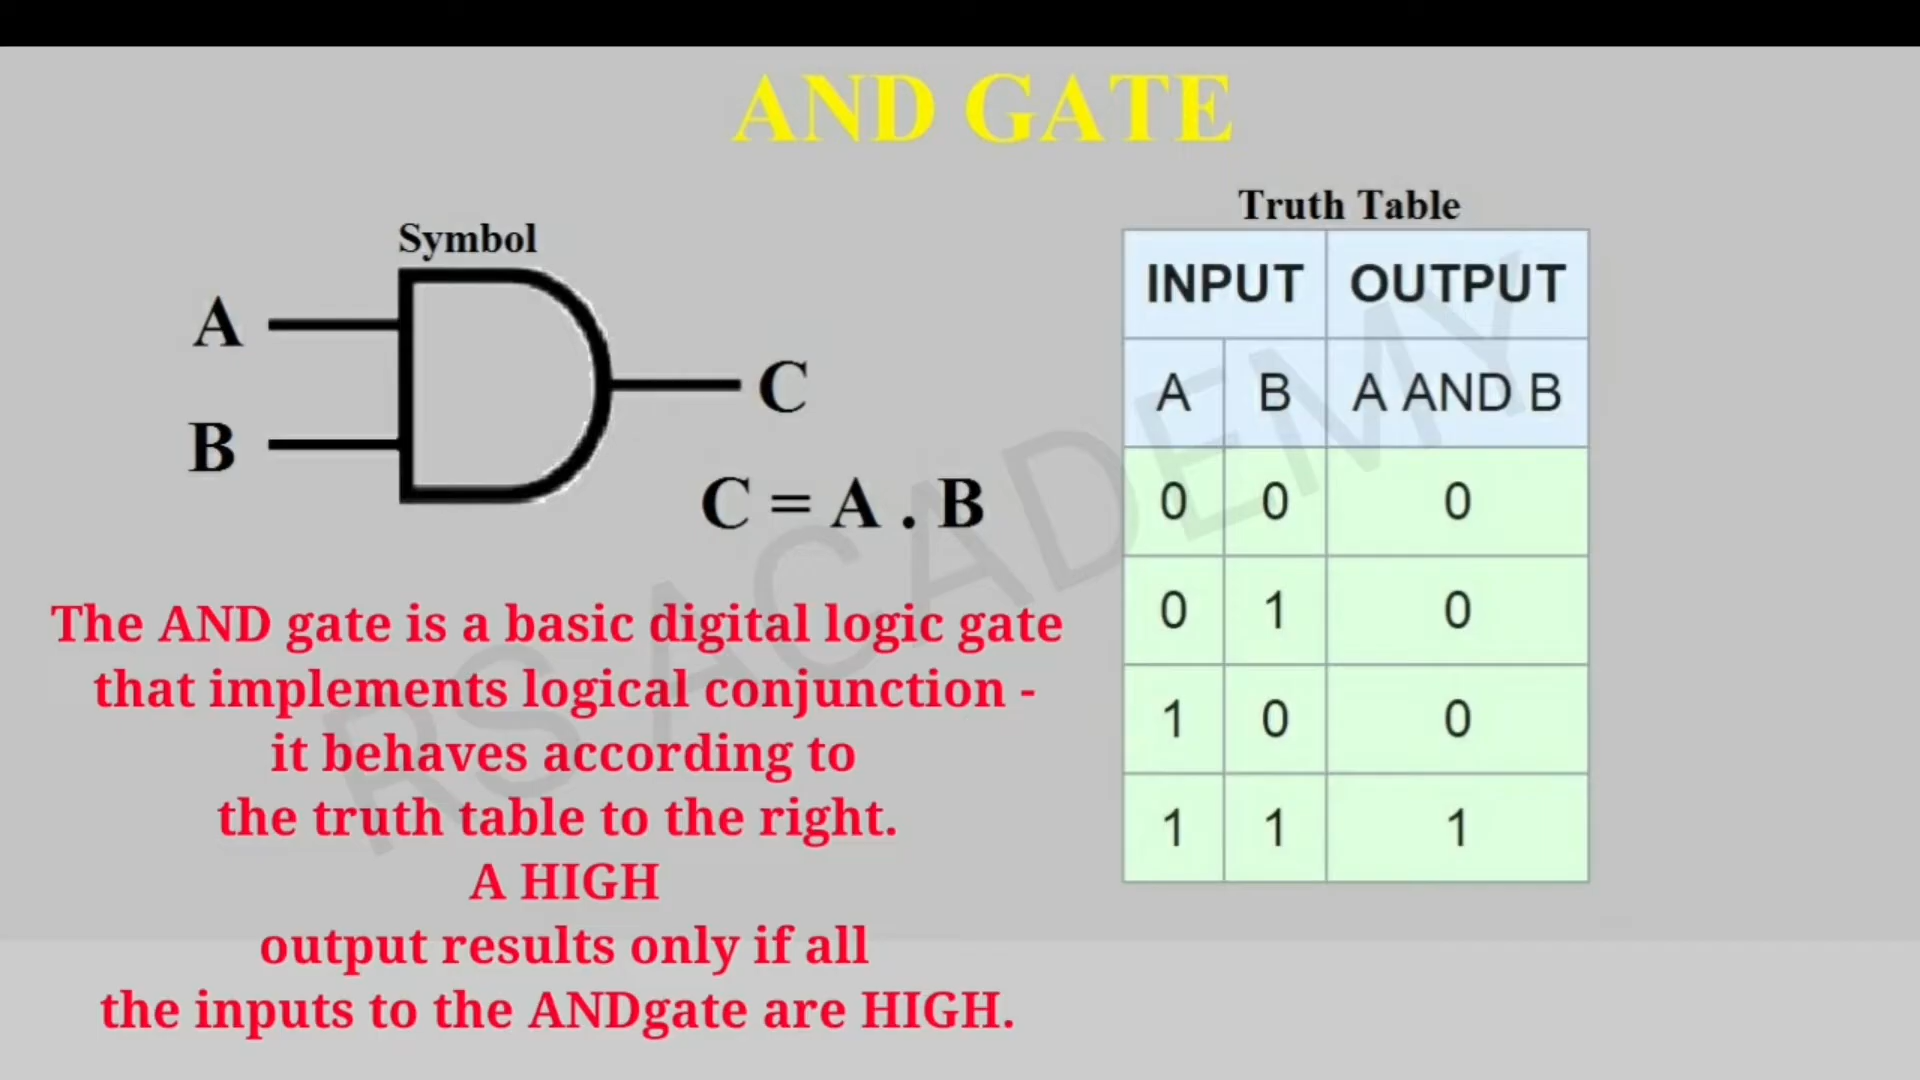 AND GATE
Symbol
A
B
C
C = A . B
The AND gate is a basic digital logic gate
that implements logical conjunction -
it behaves according to
the truth table to the right.
A HIGH
output results only if all
the inputs to the ANDgate are HIGH.
Truth Table
INPUT OUTPUT
A B A AND B
0 0 0
0 1 0
1 0 0
1 1 1
RS ACADEMY